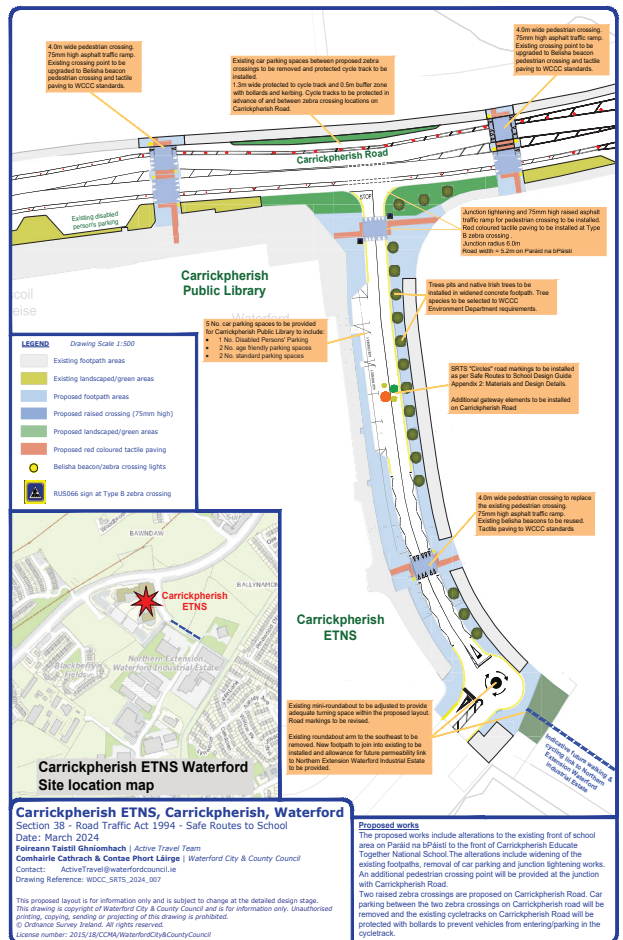 4.0m wide pedestrian crossing.
75mm high asphalt traffic ramp.
Existing crossing point to be
upgraded to Belisha beacon
pedestrian crossing and tactile
paving to WCCC standards.
Existing car parking spaces between proposed zebra
crossings to be removed and protected cycle track to be
installed.
1.3m wide protected to cycle track and 0.5m buffer zone
with bollards and kerbing. Cycle tracks to be protected in
advance of and between zebra crossing locations on
Carrickpherish Road.
4.0m wide pedestrian crossing.
75mm high asphalt traffic ramp.
Existing crossing point to be
upgraded to Belisha beacon
pedestrian crossing and tactile
paving to WCCC standards.
Carrickpherish Road
STOP
Existing disabled
person's parking
Junction tightening and 75mm high raised asphalt
traffic ramp for pedestrian crossing to be installed.
Red coloured tactile paving to be installed at Type
B zebra crossing .
Junction radius 6.0m
Road width = 5.2m on Paráid na bPáistí
Carrickpherish
Public Library
coil
eise
Waterford
Trees pits and native Irish trees to be
installed in widened concrete footpath. Tree
species to be selected to WCCC
Environment Department requirements.
5 No. car parking spaces to be provided
for Carrickpherish Public Library to include:
• 1 No. Disabled Persons' Parking
• 2 No. age friendly parking spaces
• 2 No. standard parking spaces
SRTS "Circles" road markings to be installed
as per Safe Routes to School Design Guide
Appendix 2: Materials and Design Details.
Additional gateway elements to be installed
on Carrickpherish Road
LEGEND Drawing Scale 1:500
Existing footpath areas
Existing landscaped/green areas
Proposed footpath areas
Proposed raised crossing (75mm high)
Proposed landscaped/green areas
Proposed red coloured tactile paving
Belisha beacon/zebra crossing lights
RUS066 sign at Type B zebra crossing
4.0m wide pedestrian crossing to replace
the existing pedestrian crossing.
75mm high asphalt traffic ramp.
Existing belisha beacons to be reused.
Tactile paving to WCCC standards
BAWNDAW
BALLYNAMON
Carrickpherish
ETNS
Northern Extension
Waterford Industrial Estate
Blackberry
Fields
Carrickpherish ETNS Waterford
Site location map
Carrickpherish
ETNS
Existing mini-roundabout to be adjusted to provide
adequate turning space within the proposed layout.
Road markings to be revised.
Existing roundabout arm to the southeast to be
removed. New footpath to join into existing to be
installed and allowance for future permeability link
to Northern Extension Waterford Industrial Estate
to be provided.
Indicative future walking &
cycling link to Northern
Extension Waterford
Industrial Estate
Carrickpherish ETNS, Carrickpherish, Waterford
Section 38 - Road Traffic Act 1994 - Safe Routes to School
Date: March 2024
Foireann Taistil Ghníomhach | Active Travel Team
Comhairle Cathrach & Contae Phort Láirge | Waterford City & County Council
Contact: ActiveTravel@waterfordcouncil.ie
Drawing Reference: WDCC_SRTS_2024_007
This proposed layout is for information only and is subject to change at the detailed design stage.
This drawing is copyright of Waterford City & County Council and is for information only. Unauthorised
printing, copying, sending or projecting of this drawing is prohibited.
© Ordnance Survey Ireland. All rights reserved.
License number: 2015/18/CCMA/WaterfordCity&CountyCouncil
Proposed works
The proposed works include alterations to the existing front of school
area on Paráid na bPáistí to the front of Carrickpherish Educate
Together National School.The alterations include widening of the
existing footpaths, removal of car parking and junction tightening works.
An additional pedestrian crossing point will be provided at the junction
with Carrickpherish Road.
Two raised zebra crossings are proposed on Carrickpherish Road. Car
parking between the two zebra crossings on Carrickpherish road will be
removed and the existing cycletracks on Carrickpherish Road will be
protected with bollards to prevent vehicles from entering/parking in the
cycletrack.